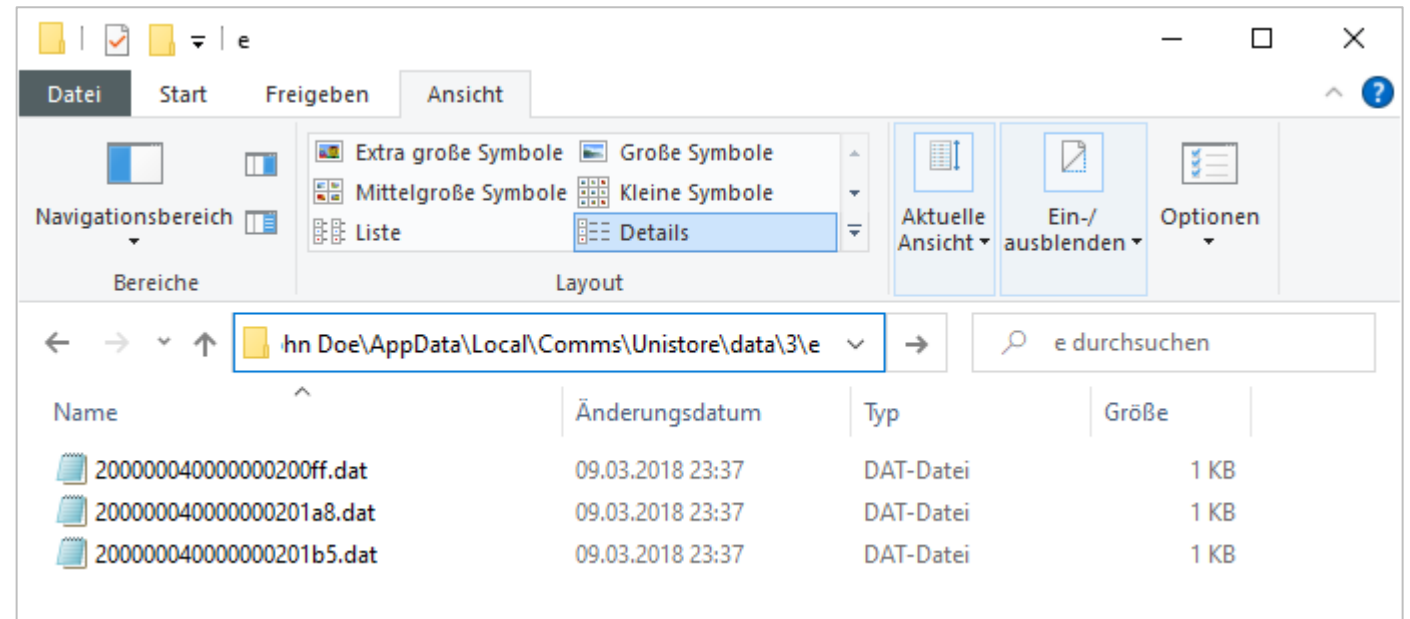 e
Datei Start Freigeben Ansicht ?
Extra große Symbole Große Symbole
Mittelgroße Symbole Kleine Symbole
Navigationsbereich Liste Details Aktuelle Ansicht Ein-/ausblenden Optionen
Bereiche Layout
hn Doe\AppData\Local\Comms\Unistore\data\3\e e durchsuchen
Name Änderungsdatum Typ Größe
200000040000000200ff.dat 09.03.2018 23:37 DAT-Datei 1 KB
200000040000000201a8.dat 09.03.2018 23:37 DAT-Datei 1 KB
200000040000000201b5.dat 09.03.2018 23:37 DAT-Datei 1 KB